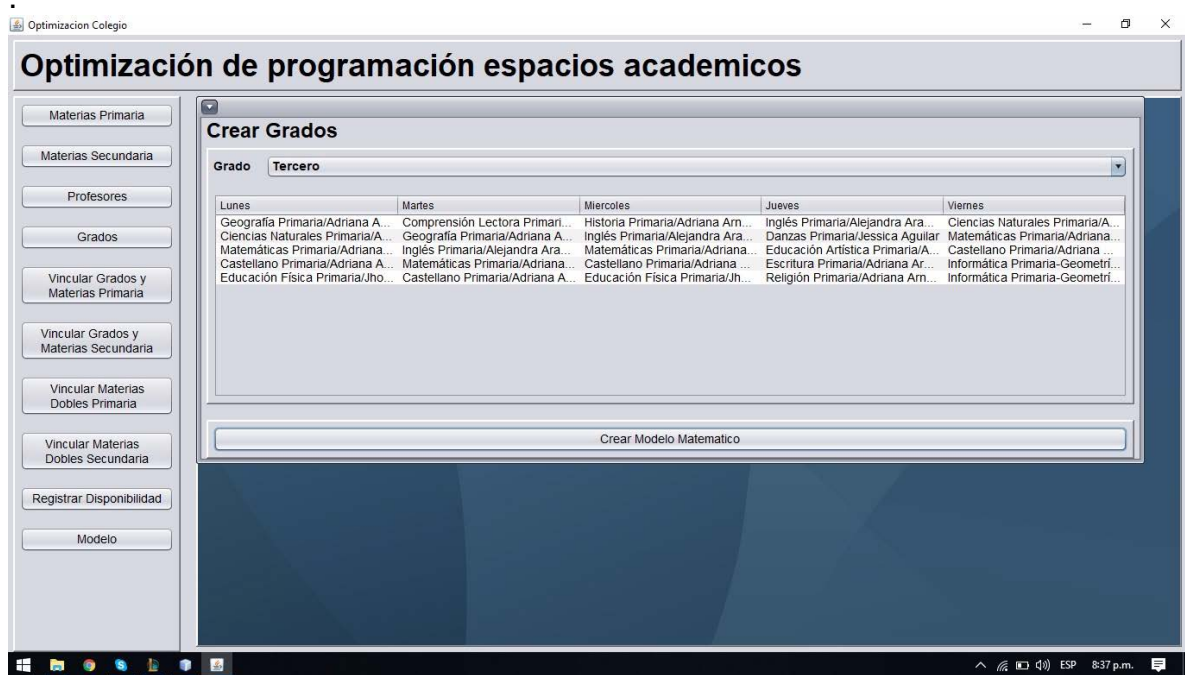 Optimizacion Colegio
Optimización de programación espacios academicos
Materias Primaria
Materias Secundaria
Profesores
Grados
Vincular Grados y
Materias Primaria
Vincular Grados y
Materias Secundaria
Vincular Materias
Dobles Primaria
Vincular Materias
Dobles Secundaria
Registrar Disponibilidad
Modelo
Crear Grados
Grado Tercero
Lunes Martes Miercoles Jueves Viernes
Geografía Primaria/Adriana A... Comprensión Lectora Primari... Historia Primaria/Adriana Arn... Inglés Primaria/Alejandra Ara... Ciencias Naturales Primaria/A...
Ciencias Naturales Primaria/A... Geografía Primaria/Adriana A... Inglés Primaria/Alejandra Ara... Danzas Primaria/Jessica Aguilar Matemáticas Primaria/Adriana...
Matemáticas Primaria/Adriana... Inglés Primaria/Alejandra Ara... Matemáticas Primaria/Adriana... Educación Artística Primaria/A... Castellano Primaria/Adriana ...
Castellano Primaria/Adriana A... Matemáticas Primaria/Adriana... Castellano Primaria/Adriana ... Escritura Primaria/Adriana Ar... Informática Primaria-Geometrí...
Educación Física Primaria/Jho... Castellano Primaria/Adriana A... Educación Física Primaria/Jh... Religión Primaria/Adriana Arn... Informática Primaria-Geometrí...
Crear Modelo Matematico
ESP 8:37 p.m.